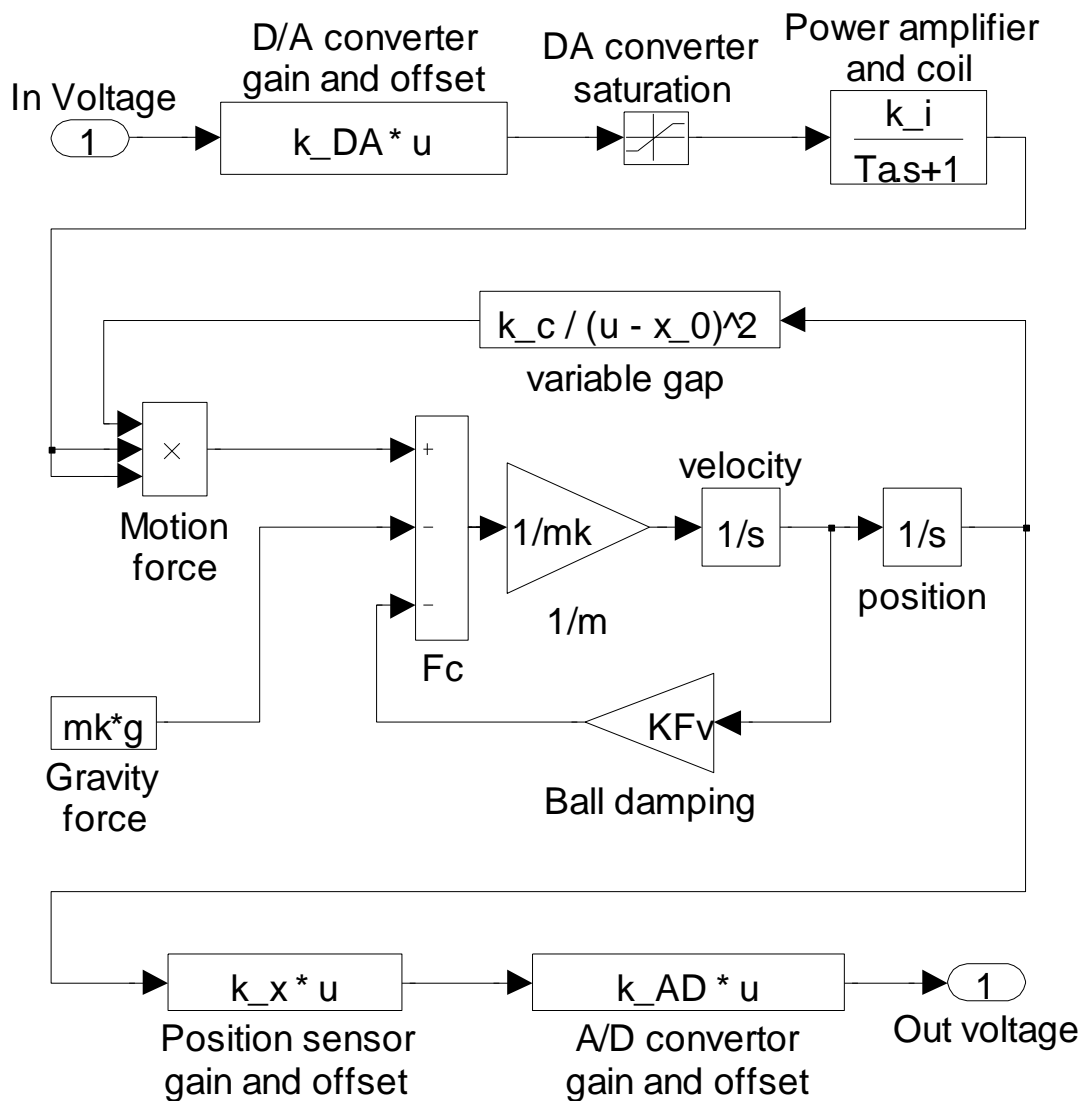 D/A converter
gain and offset
DA converter
saturation
Power amplifier
and coil
In Voltage
1
k_DA * u
k_i
Ta.s+1
k_c / (u - x_0)^2
variable gap
×
Motion
force
+
−
−
Fc
1/mk
1/m
velocity
1/s
1/s
position
mk*g
Gravity
force
KFv
Ball damping
k_x * u
Position sensor
gain and offset
k_AD * u
A/D convertor
gain and offset
1
Out voltage